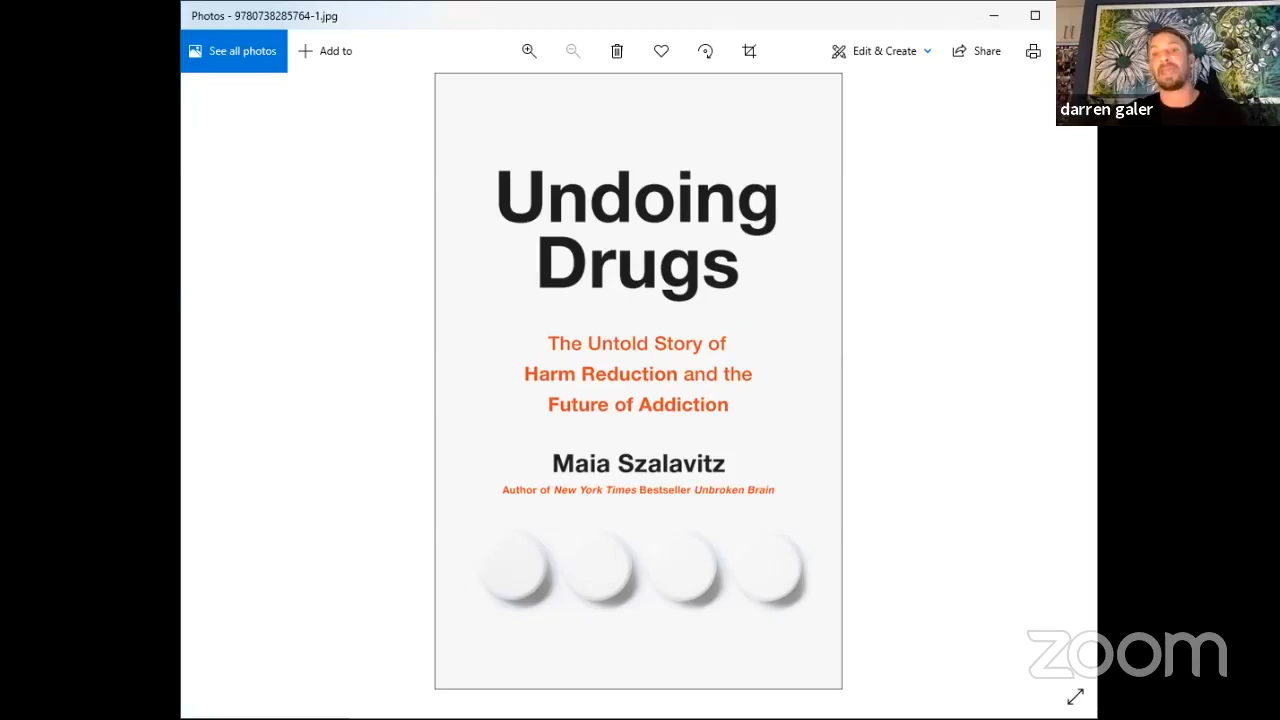 Photos - 9780738285764-1.jpg
See all photos
Add to
Edit & Create
Share
darren galer
Undoing
Drugs
The Untold Story of
Harm Reduction and the
Future of Addiction
Maia Szalavitz
Author of New York Times Bestseller Unbroken Brain
zoom